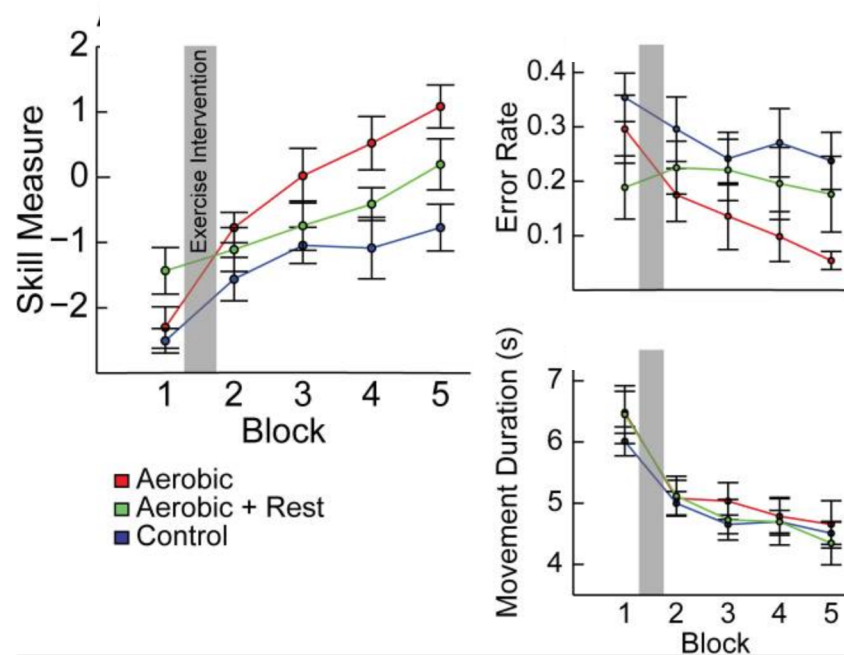 Skill Measure
2
1
0
−1
−2
Exercise Intervention
1 2 3 4 5
Block
Aerobic
Aerobic + Rest
Control
Error Rate
0.4
0.3
0.2
0.1
Movement Duration (s)
7
6
5
4
1 2 3 4 5
Block